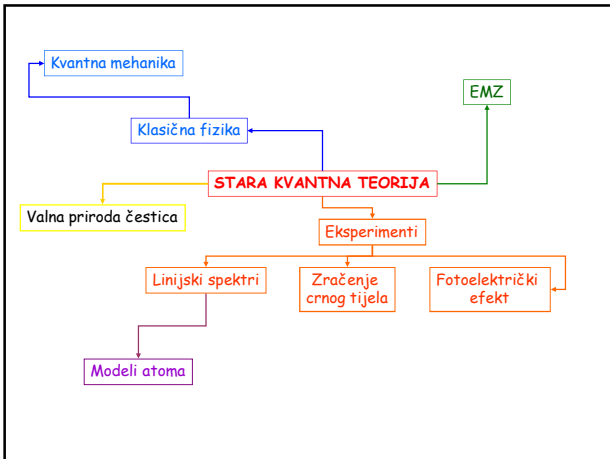 Kvantna mehanika
EMZ
Klasična fizika
STARA KVANTNA TEORIJA
Valna priroda čestica
Eksperimenti
Linijski spektri
Zračenje
crnog tijela
Fotoelektrički
efekt
Modeli atoma